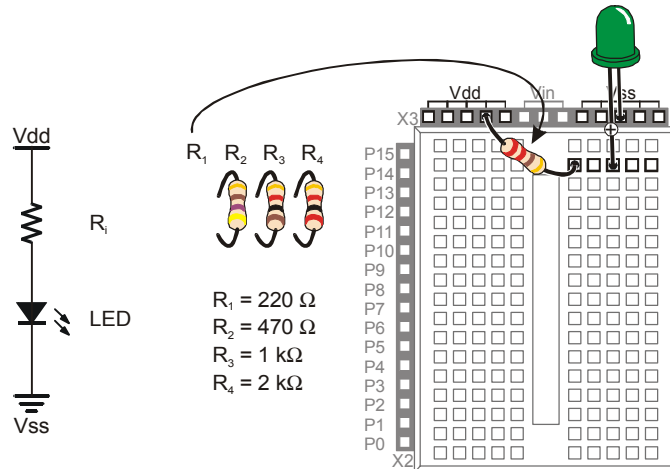 Vdd
R₁ R₂ R₃ R₄
Rᵢ
LED
Vss
R₁ = 220 Ω
R₂ = 470 Ω
R₃ = 1 kΩ
R₄ = 2 kΩ
Vdd Vin Vss
X3
P15
P14
P13
P12
P11
P10
P9
P8
P7
P6
P5
P4
P3
P2
P1
P0
X2
+